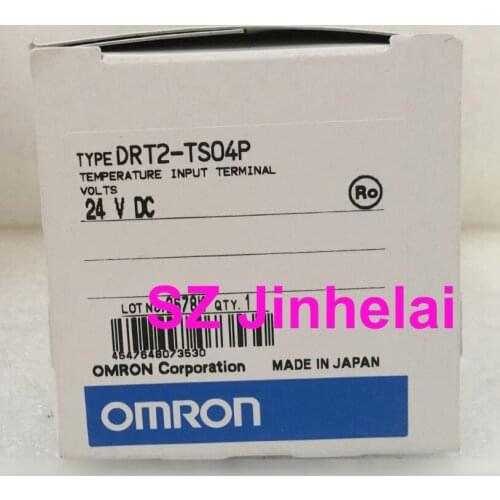 TYPE DRT2-TS04P
TEMPERATURE INPUT TERMINAL
VOLTS
24 V DC
Ro
LOT NO. QTY. 1
SZ Jinhelai
4547648073530
OMRON Corporation MADE IN JAPAN
OMRON